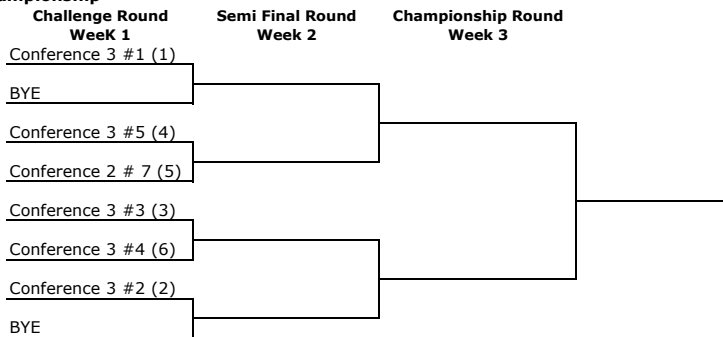 Challenge Round Semi Final Round Championship Round
WeeK 1 Week 2 Week 3
Conference 3 #1 (1)
BYE
Conference 3 #5 (4)
Conference 2 # 7 (5)
Conference 3 #3 (3)
Conference 3 #4 (6)
Conference 3 #2 (2)
BYE